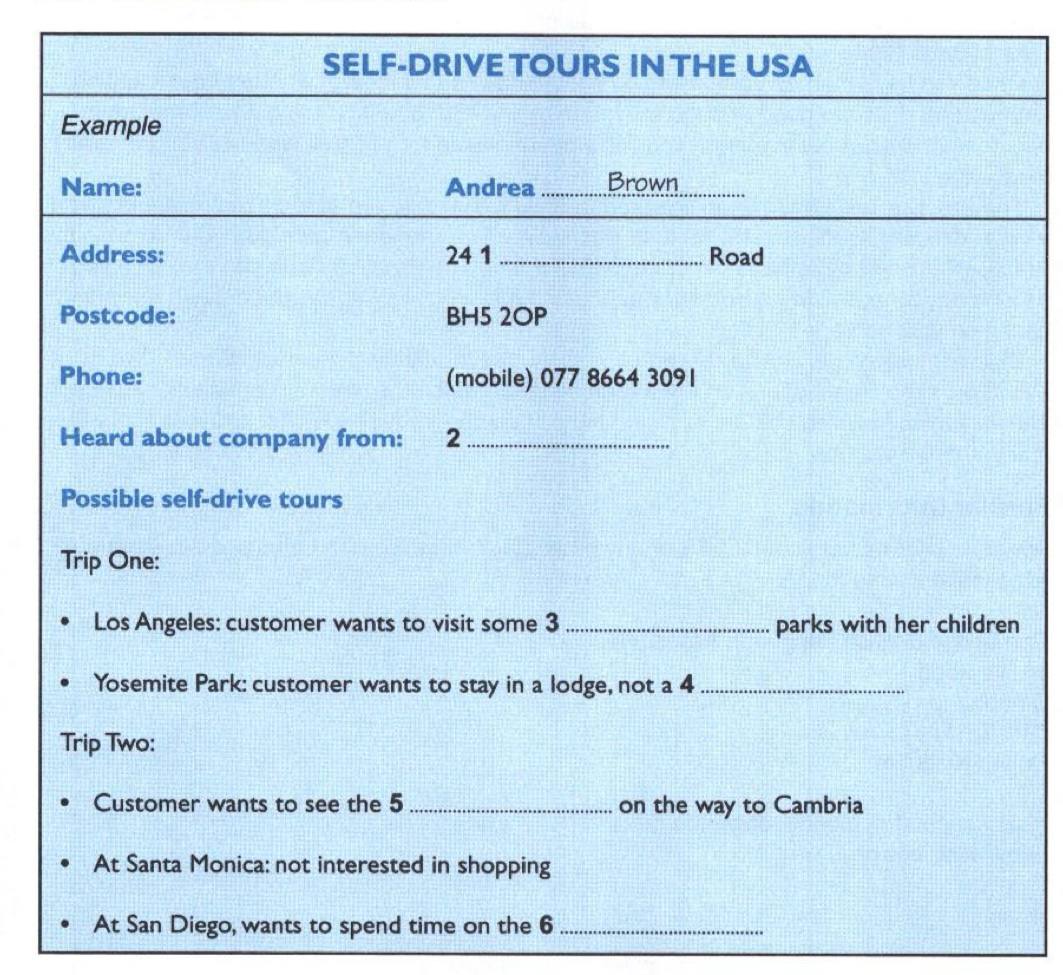 SELF-DRIVE TOURS IN THE USA
Example
Name: Andrea ........ Brown ........
Address: 24 1 ................ Road
Postcode: BH5 2OP
Phone: (mobile) 077 8664 3091
Heard about company from: 2 ................
Possible self-drive tours
Trip One:
• Los Angeles: customer wants to visit some 3 ................ parks with her children
• Yosemite Park: customer wants to stay in a lodge, not a 4 ................
Trip Two:
• Customer wants to see the 5 ................ on the way to Cambria
• At Santa Monica: not interested in shopping
• At San Diego, wants to spend time on the 6 ................